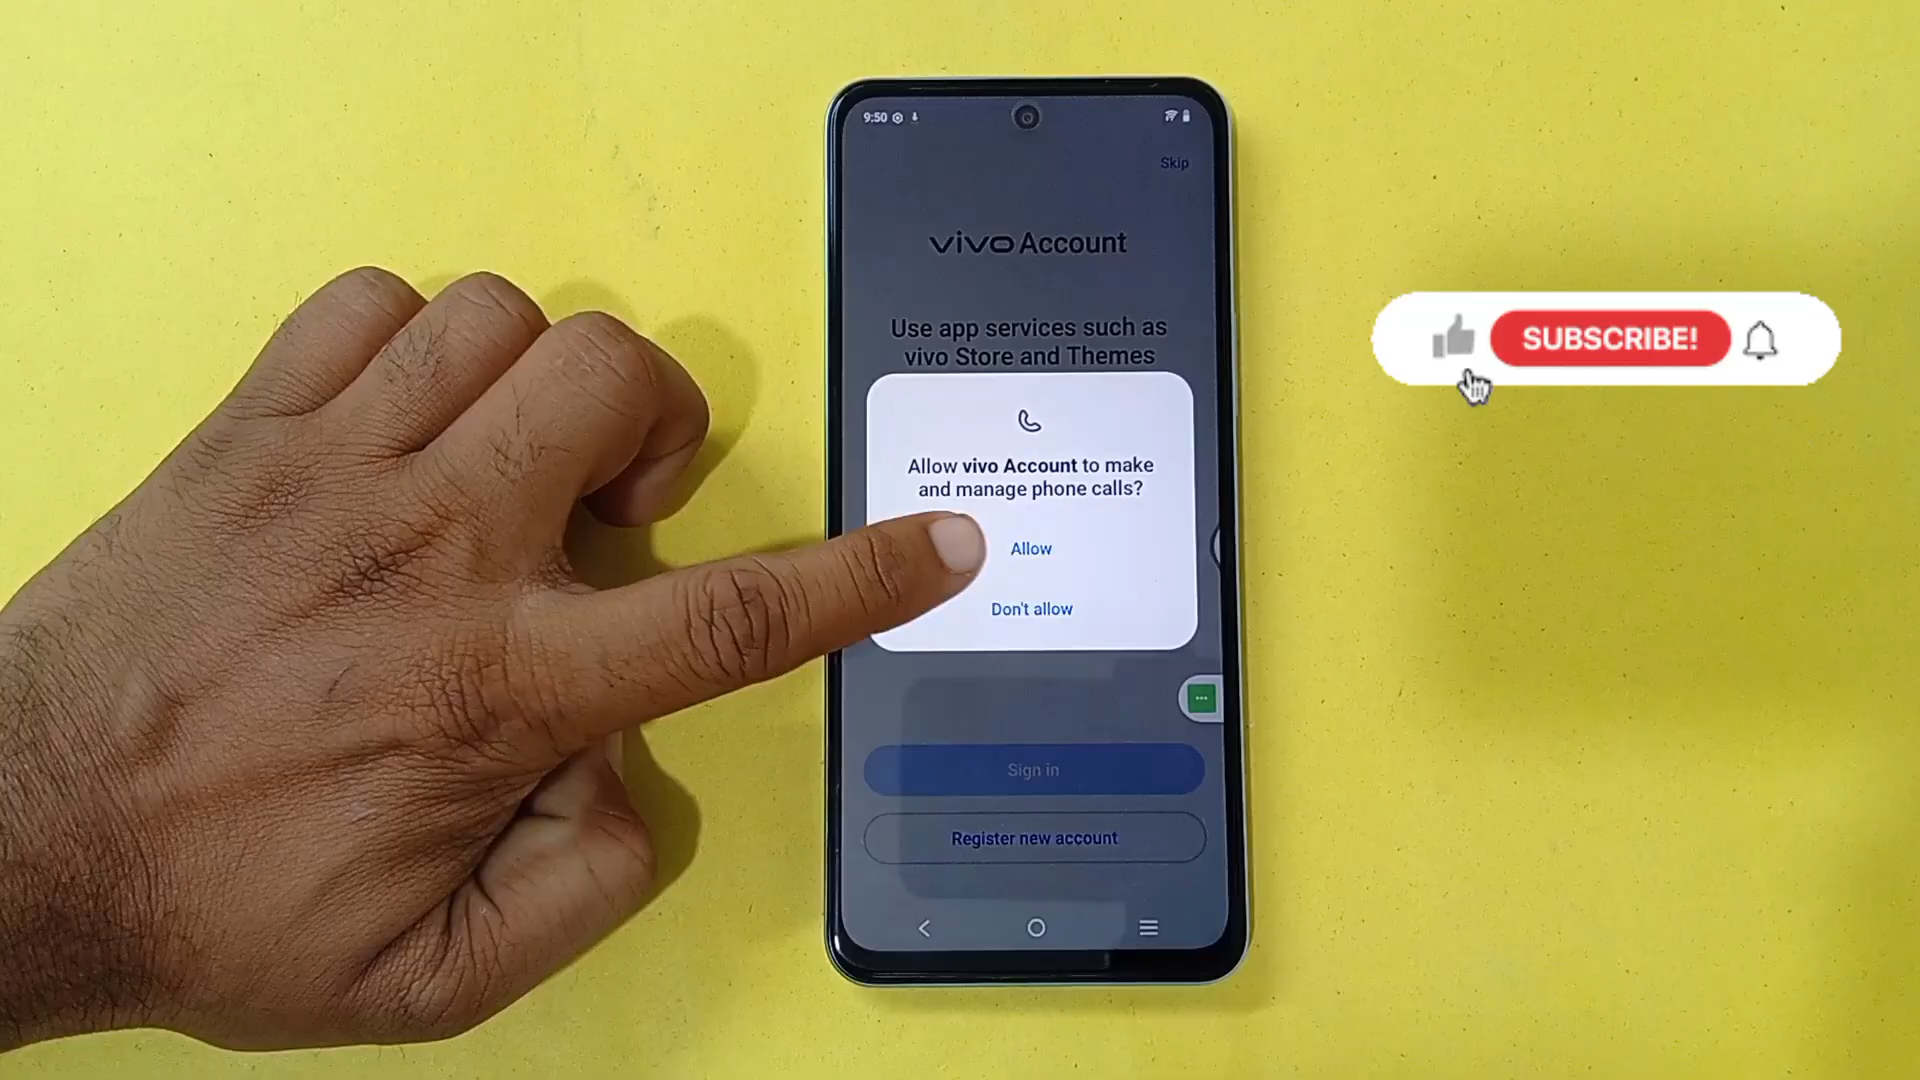 9:50
Skip
vivo Account
Use app services such as
vivo Store and Themes
Allow vivo Account to make
and manage phone calls?
Allow
Don't allow
Sign in
Register new account
SUBSCRIBE!